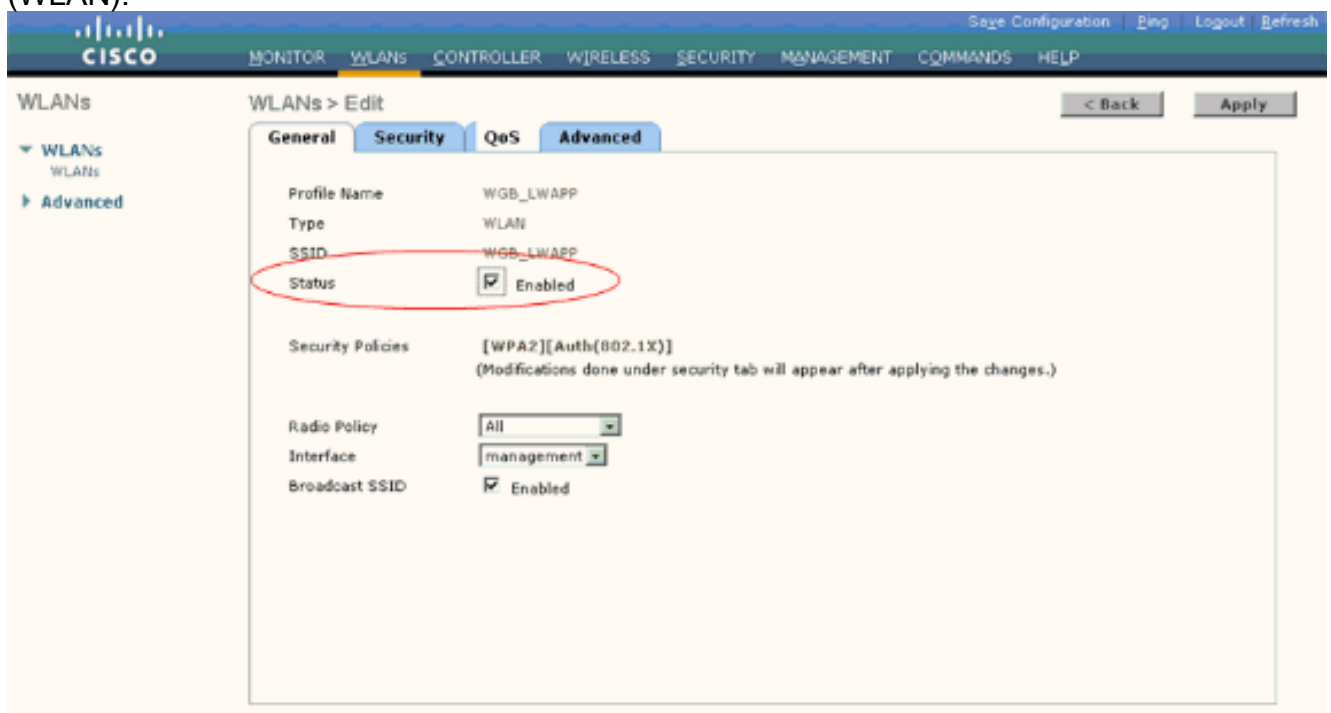 (WLAN).
Save Configuration | Ping | Logout | Refresh
CISCO
MONITOR WLANs CONTROLLER WIRELESS SECURITY MANAGEMENT COMMANDS HELP
WLANs
WLANs > Edit
< Back
Apply
General
Security
QoS
Advanced
WLANs
WLANs
Advanced
Profile Name WGB_LWAPP
Type WLAN
SSID WGB_LWAPP
Status Enabled
Security Policies [WPA2][Auth(802.1X)]
(Modifications done under security tab will appear after applying the changes.)
Radio Policy All
Interface management
Broadcast SSID Enabled